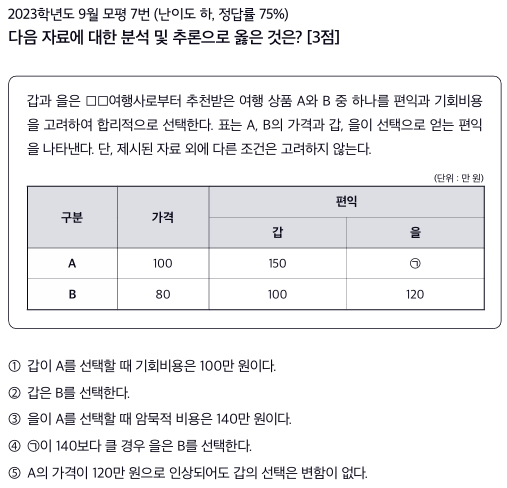 2023학년도 9월 모평 7번 (난이도 하, 정답률 75%)
다음 자료에 대한 분석 및 추론으로 옳은 것은? [3점]
갑과 을은 □□여행사로부터 추천받은 여행 상품 A와 B 중 하나를 편익과 기회비용
을 고려하여 합리적으로 선택한다. 표는 A, B의 가격과 갑, 을이 선택으로 얻는 편익
을 나타낸다. 단, 제시된 자료 외에 다른 조건은 고려하지 않는다.
(단위 : 만 원)
구분 가격 편익
갑 을
A 100 150 ㉠
B 80 100 120
① 갑이 A를 선택할 때 기회비용은 100만 원이다.
② 갑은 B를 선택한다.
③ 을이 A를 선택할 때 암묵적 비용은 140만 원이다.
④ ㉠이 140보다 클 경우 을은 B를 선택한다.
⑤ A의 가격이 120만 원으로 인상되어도 갑의 선택은 변함이 없다.